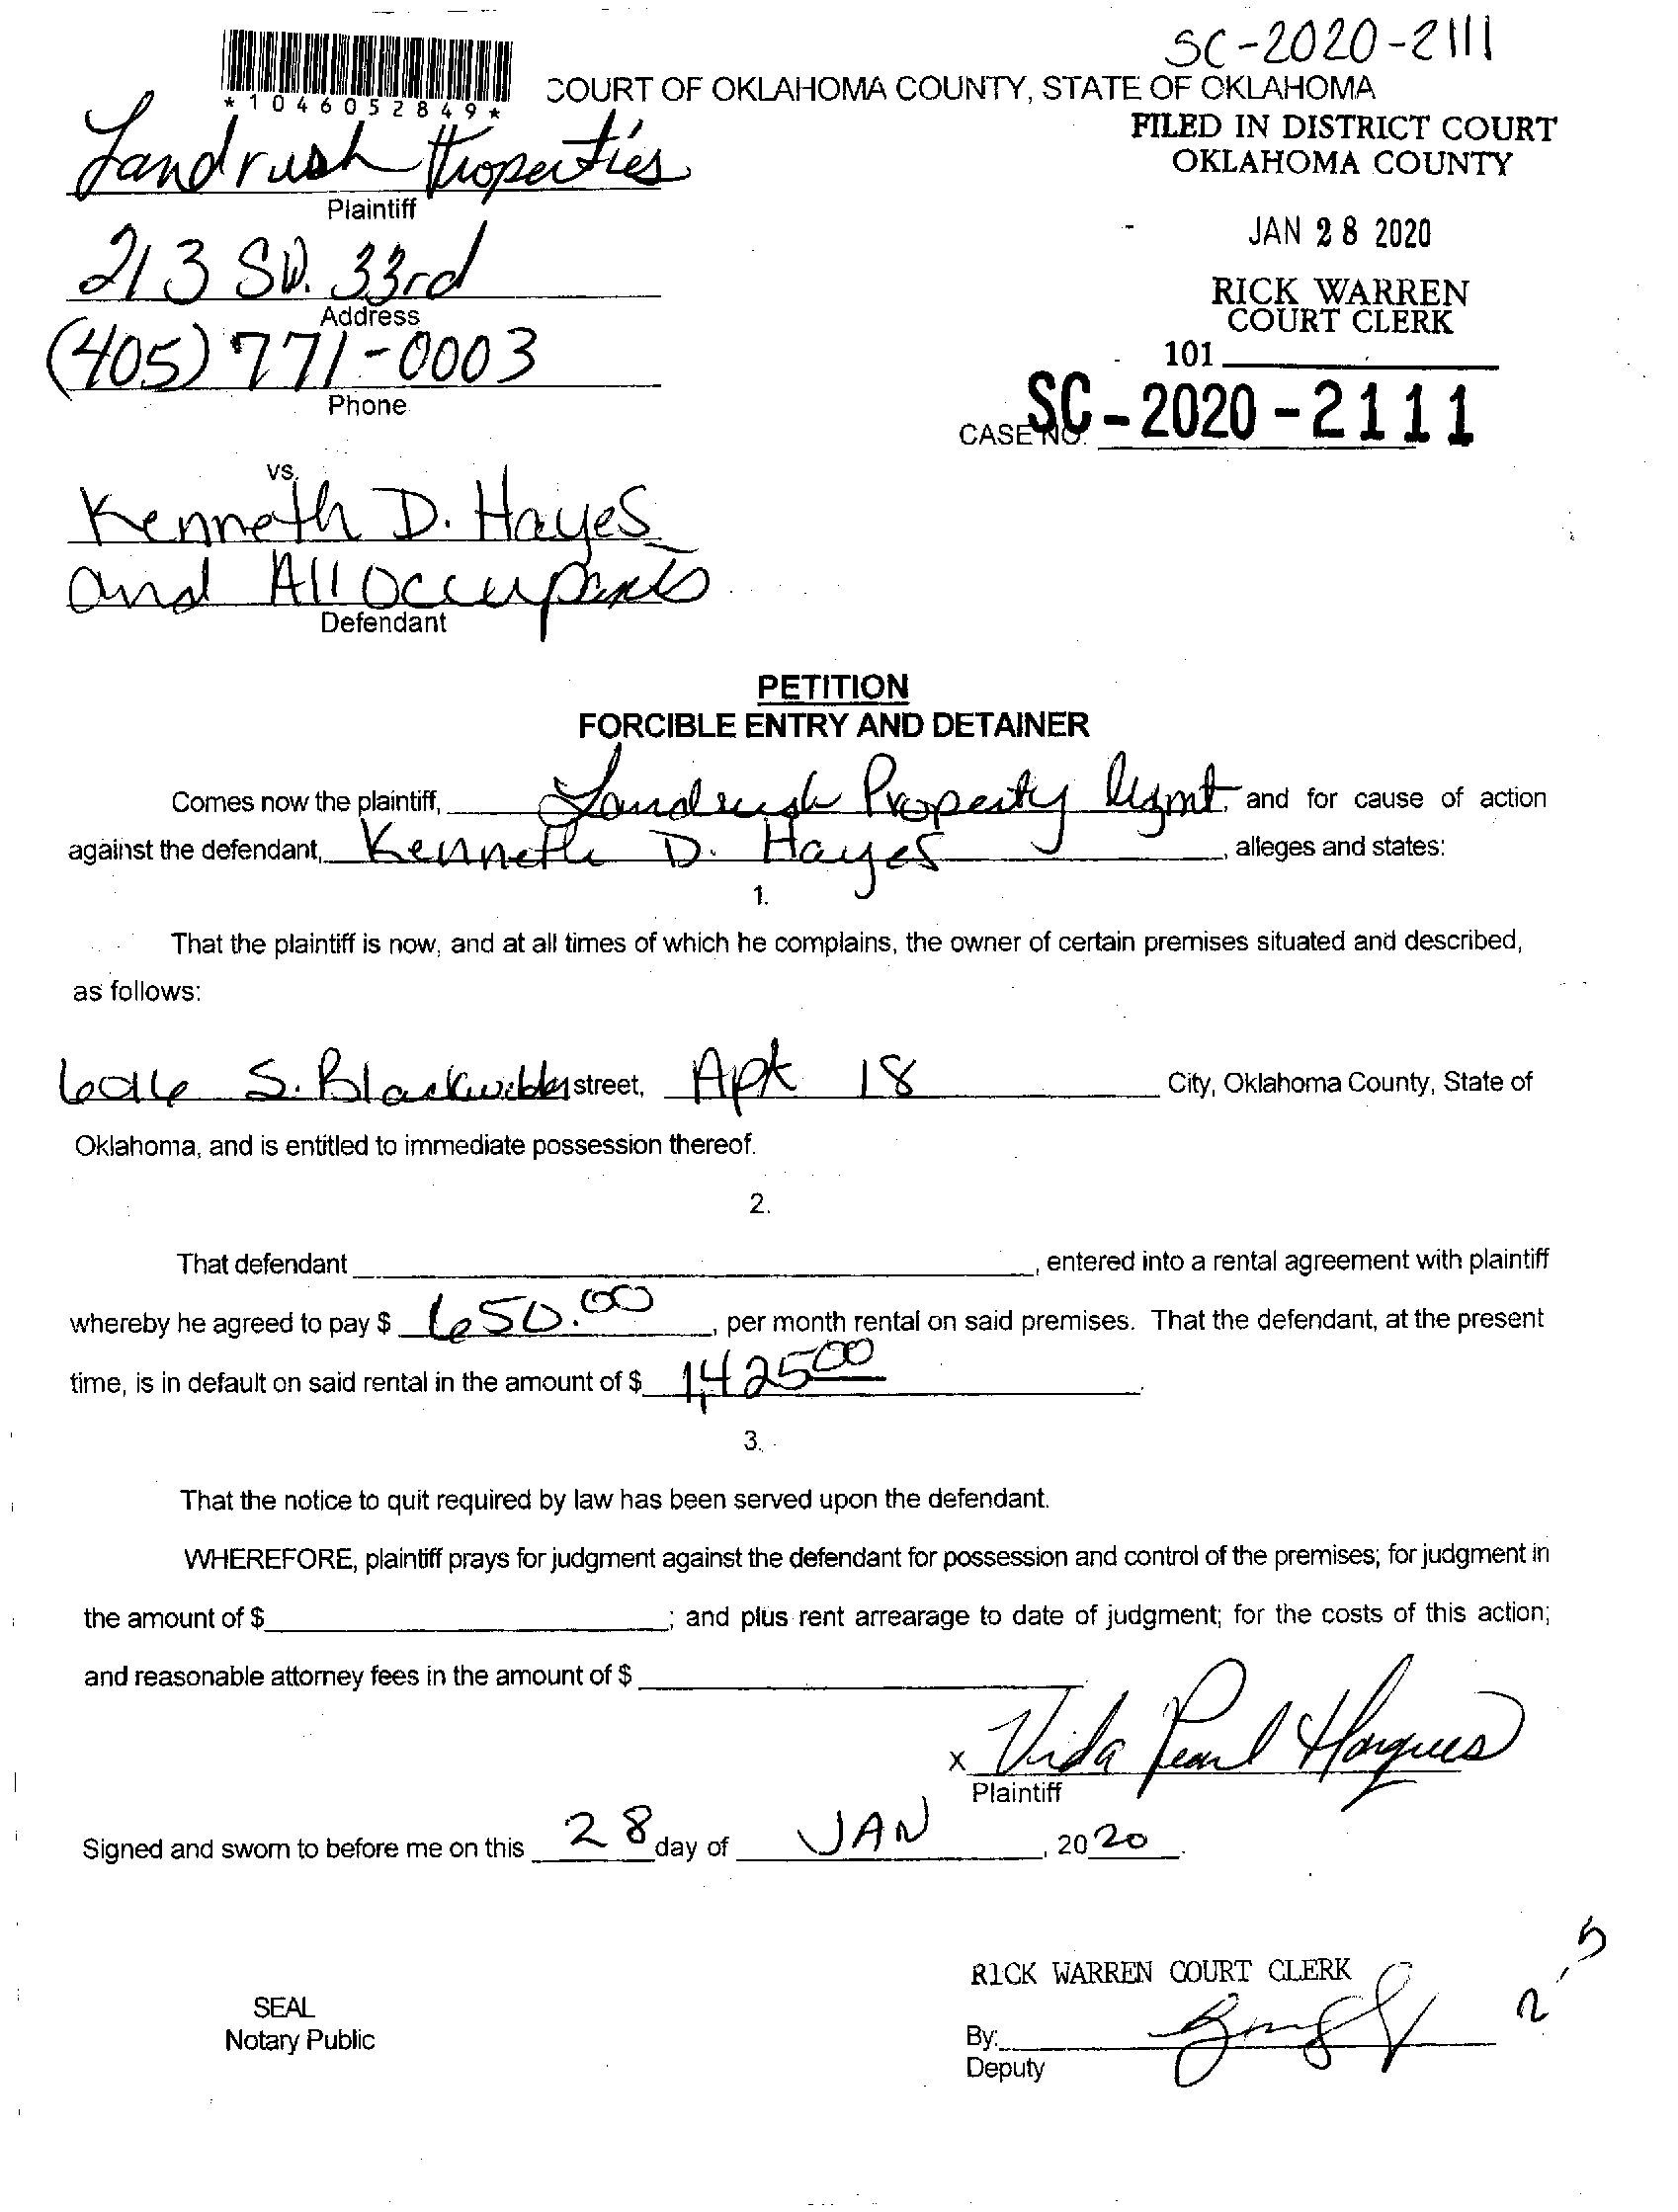 SC-2020-2111
*1046052849*
COURT OF OKLAHOMA COUNTY, STATE OF OKLAHOMA
FILED IN DISTRICT COURT
OKLAHOMA COUNTY
Landrush Properties
Plaintiff
JAN 28 2020
213 SW. 33rd
Address
RICK WARREN
COURT CLERK
(405) 771-0003
Phone
101
CASE NO. SC-2020-2111
vs.
Kenneth D. Hayes
and All Occupants
Defendant
PETITION
FORCIBLE ENTRY AND DETAINER
Comes now the plaintiff, Landrush Property Mgmt, and for cause of action
against the defendant, Kenneth D. Hayes, alleges and states:
1.
That the plaintiff is now, and at all times of which he complains, the owner of certain premises situated and described,
as follows:
S. Blackwelder street, Apt 18 City, Oklahoma County, State of
Oklahoma, and is entitled to immediate possession thereof.
2.
That defendant , entered into a rental agreement with plaintiff
whereby he agreed to pay $ 650.00, per month rental on said premises. That the defendant, at the present
time, is in default on said rental in the amount of $ 1,425.00.
3.
That the notice to quit required by law has been served upon the defendant.
WHEREFORE, plaintiff prays for judgment against the defendant for possession and control of the premises; for judgment in
the amount of $ ; and plus rent arrearage to date of judgment; for the costs of this action;
and reasonable attorney fees in the amount of $
x Vida Pearl
Plaintiff
Signed and sworn to before me on this 28 day of JAN, 2020.
RICK WARREN COURT CLERK
SEAL
Notary Public
By:
Deputy